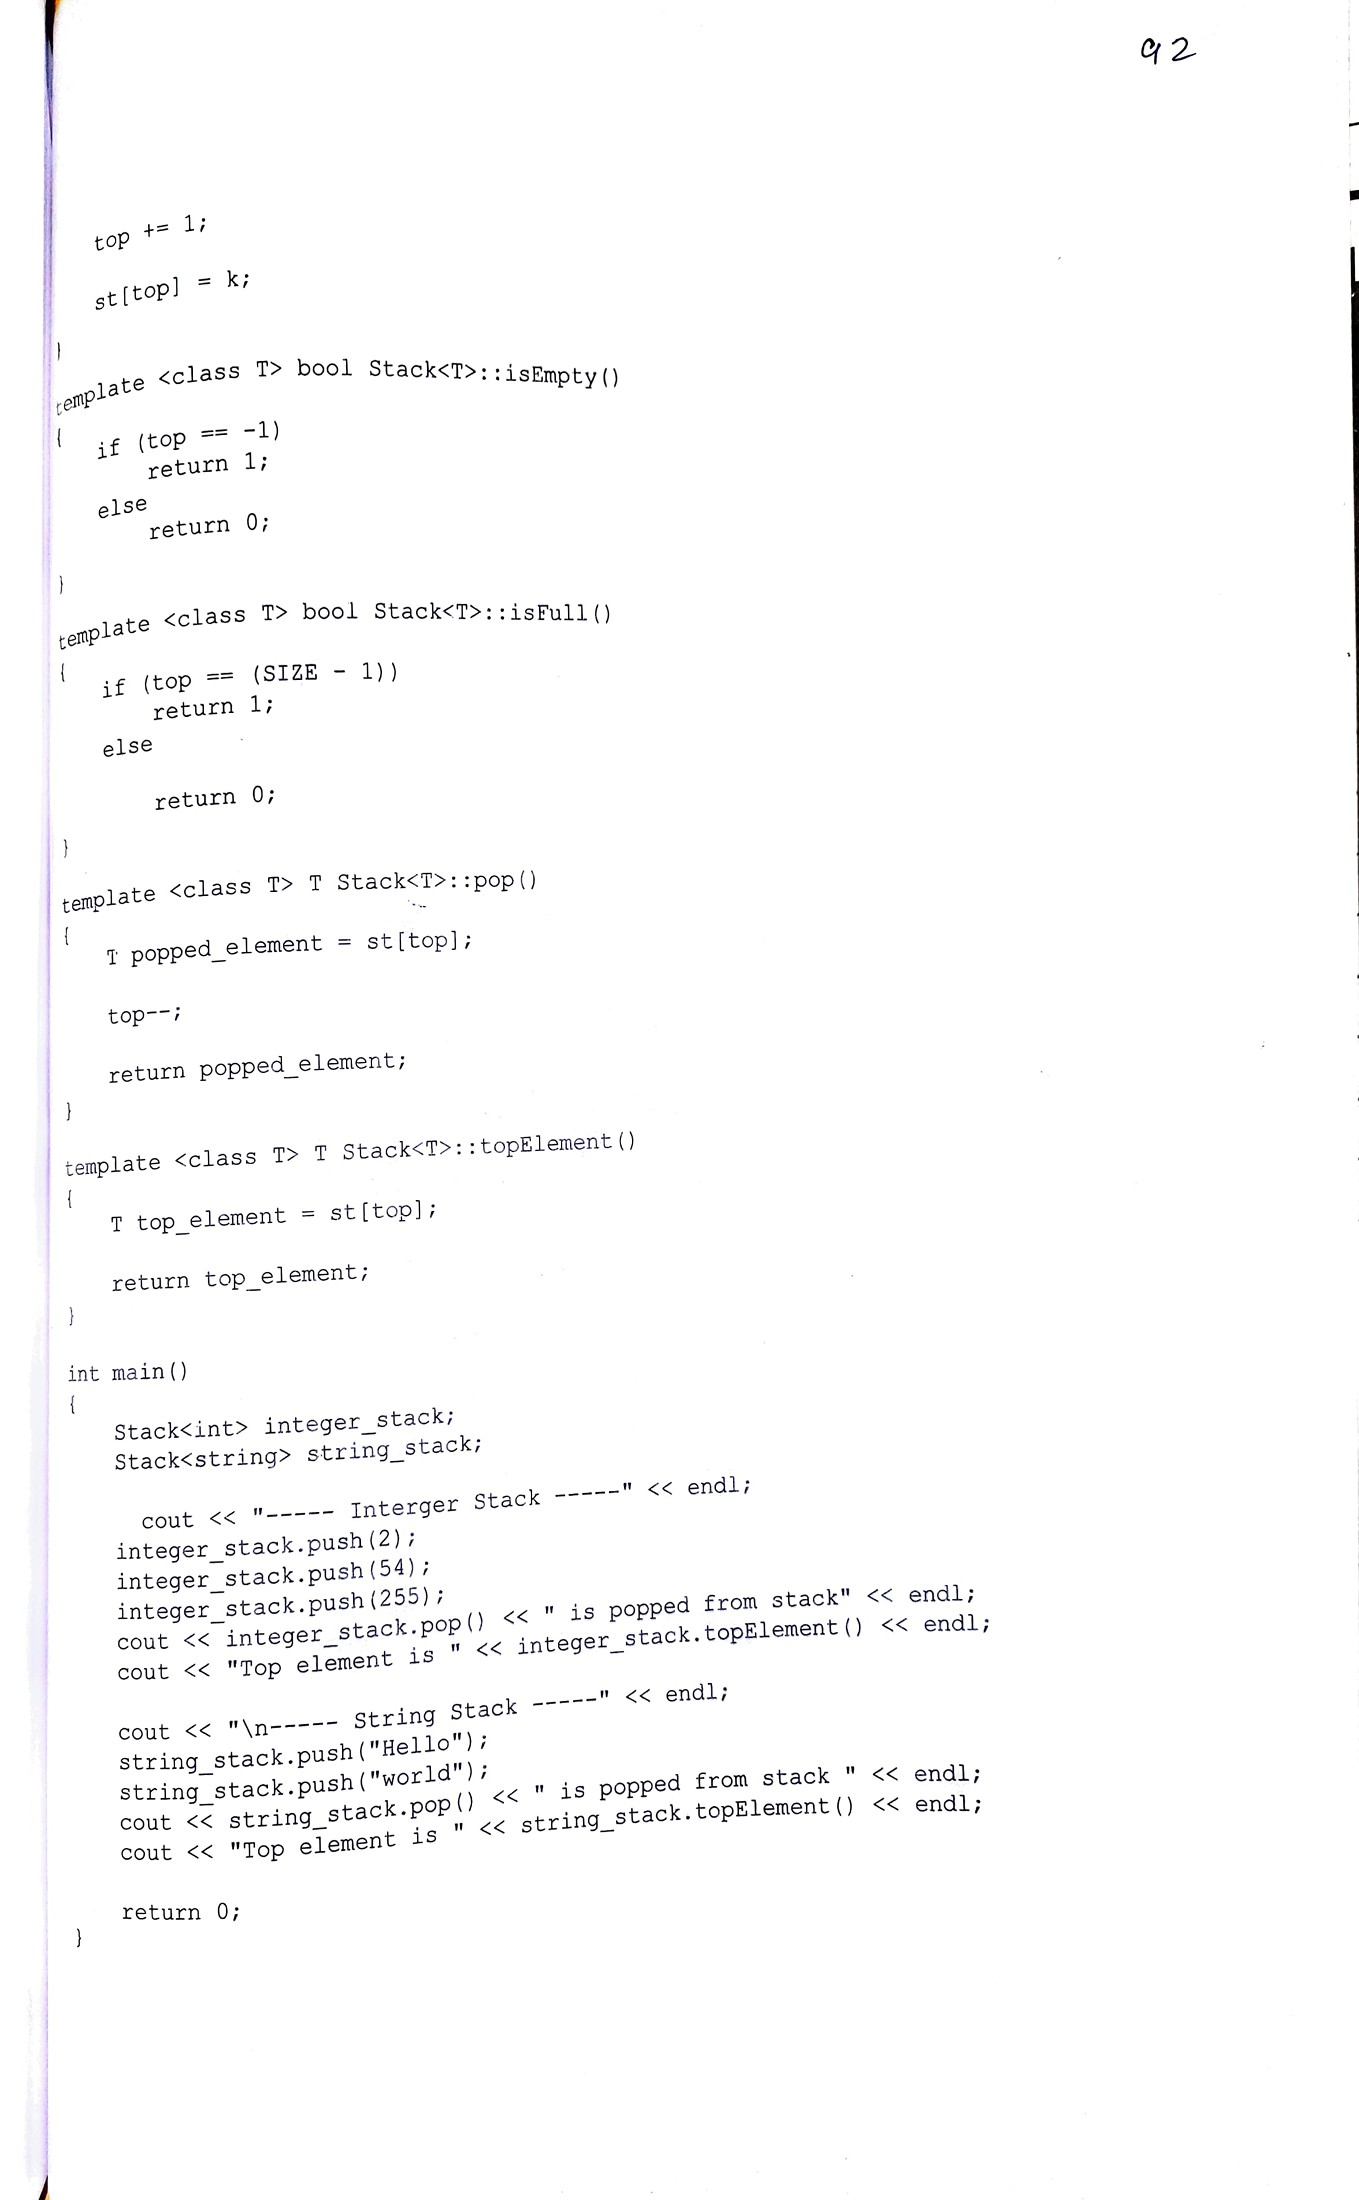 92
top += 1;
st[top] = k;
}
template <class T> bool Stack<T>::isEmpty()
{
if (top == -1)
return 1;
else
return 0;
}
template <class T> bool Stack<T>::isFull()
{
if (top == (SIZE - 1))
return 1;
else
return 0;
}
template <class T> T Stack<T>::pop()
{
T popped_element = st[top];
top--;
return popped_element;
}
template <class T> T Stack<T>::topElement()
{
T top_element = st[top];
return top_element;
}
int main()
{
Stack<int> integer_stack;
Stack<string> string_stack;
cout << "----- Interger Stack -----" << endl;
integer_stack.push(2);
integer_stack.push(54);
integer_stack.push(255);
cout << integer_stack.pop() << " is popped from stack" << endl;
cout << "Top element is " << integer_stack.topElement() << endl;
cout << "\n----- String Stack -----" << endl;
string_stack.push("Hello");
string_stack.push("world");
cout << string_stack.pop() << " is popped from stack " << endl;
cout << "Top element is " << string_stack.topElement() << endl;
return 0;
}